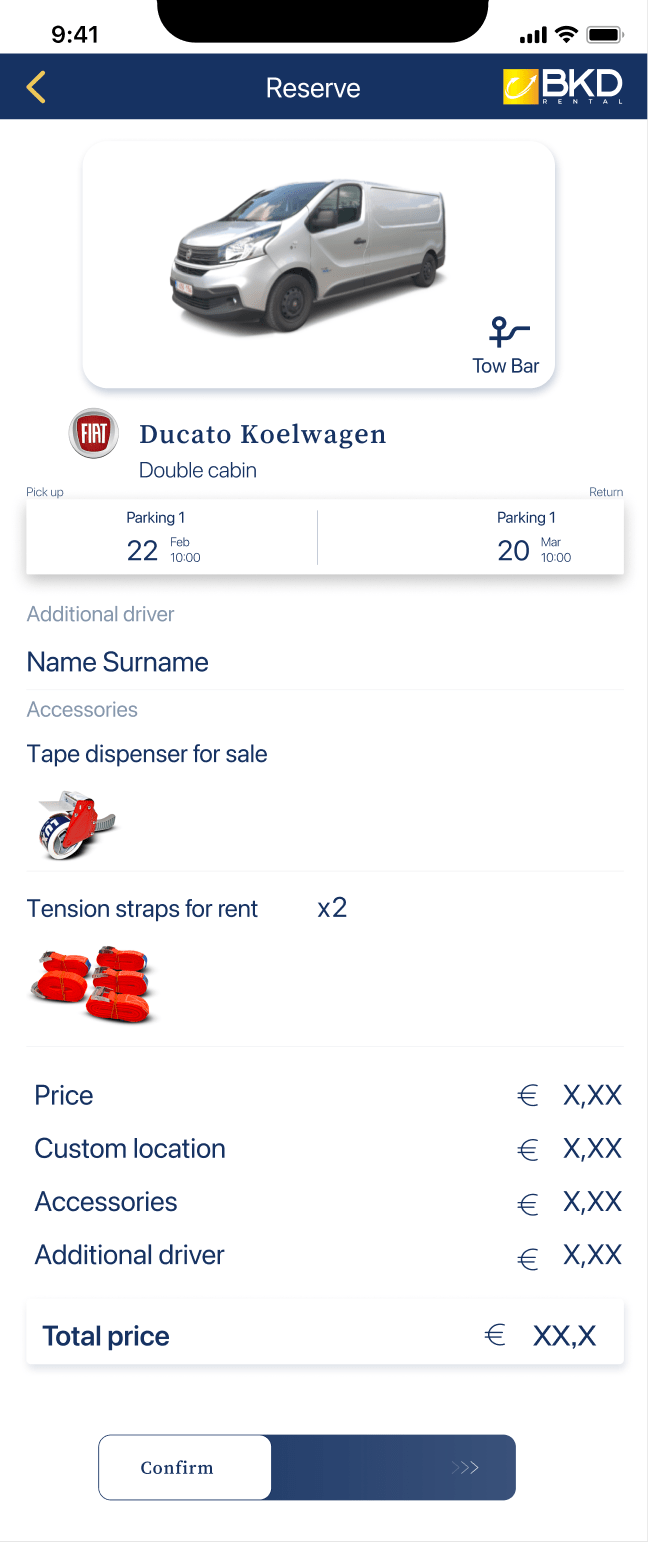 9:41
Reserve
BKD
RENTAL
Tow Bar
FIAT
Ducato Koelwagen
Double cabin
Pick up
Return
Parking 1
22 Feb 10:00
Parking 1
20 Mar 10:00
Additional driver
Name Surname
Accessories
Tape dispenser for sale
Tension straps for rent x2
Price € X,XX
Custom location € X,XX
Accessories € X,XX
Additional driver € X,XX
Total price € XX,X
Confirm >>>